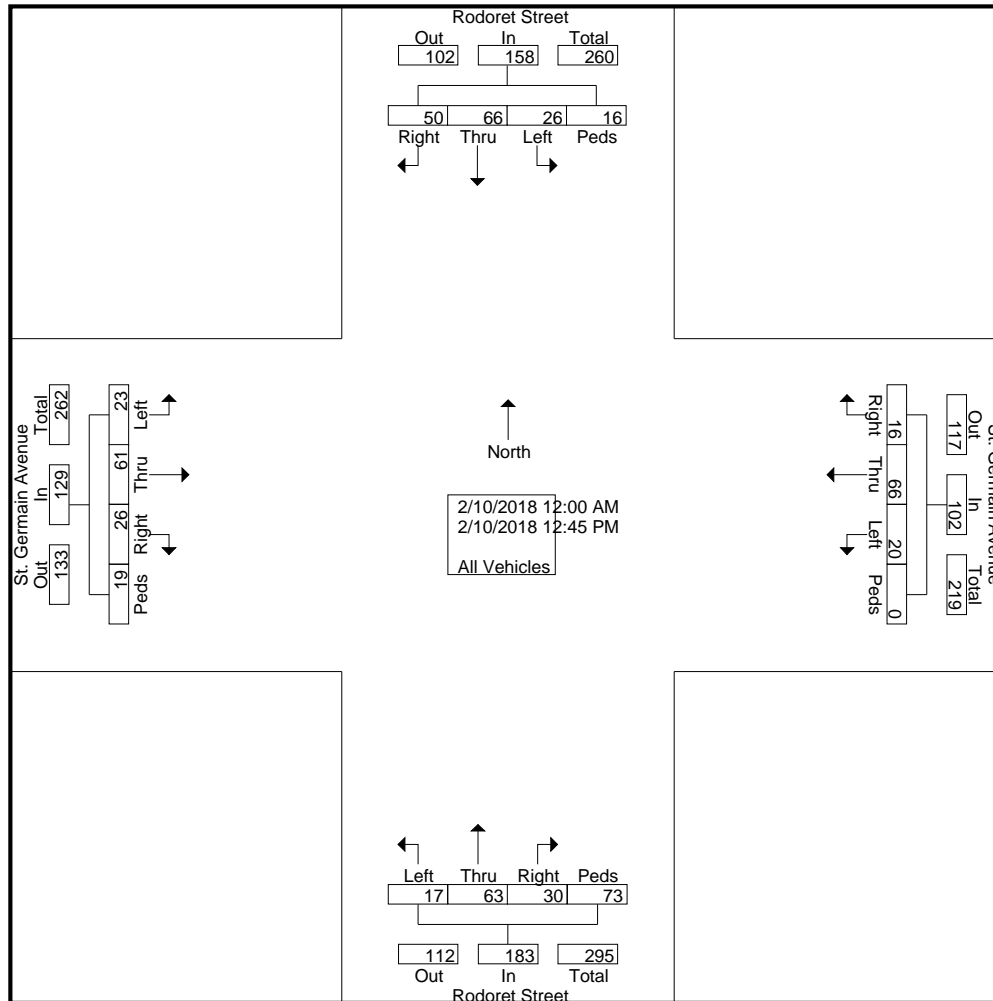 Rodoret Street
Out In Total
102 158 260
50 66 26 16
Right Thru Left Peds
St. Germain Avenue
Out In Total
133 129 262
Left Thru Right Peds
23 61 26 19
North
2/10/2018 12:00 AM
2/10/2018 12:45 PM
All Vehicles
St. Germain Avenue
Out In Total
117 102 219
16 66 20 0
Right Thru Left Peds
Left Thru Right Peds
17 63 30 73
112 183 295
Out In Total
Rodoret Street